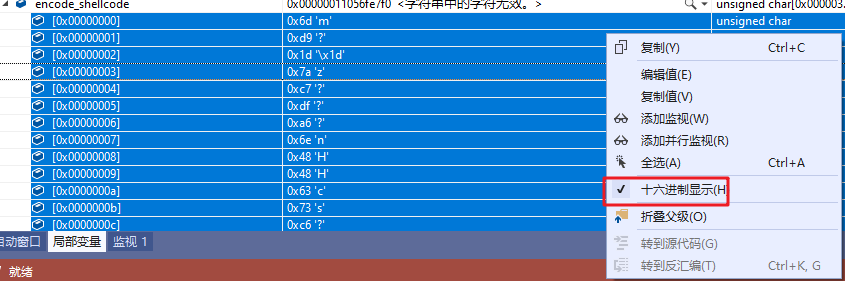 encode_shellcode 0x00000011056fe7f0 <字符串中的字符无效。> unsigned char[0x000003.
[0x00000000] 0x6d 'm' unsigned char
[0x00000001] 0xd9 '?'
[0x00000002] 0x1d '\x1d'
[0x00000003] 0x7a 'z'
[0x00000004] 0xc7 '?'
[0x00000005] 0xdf '?'
[0x00000006] 0xa6 '?'
[0x00000007] 0x6e 'n'
[0x00000008] 0x48 'H'
[0x00000009] 0x48 'H'
[0x0000000a] 0x63 'c'
[0x0000000b] 0x73 's'
[0x0000000c] 0xc6 '?'
复制(Y) Ctrl+C
编辑值(E)
复制值(V)
添加监视(W)
添加并行监视(R)
全选(A) Ctrl+A
十六进制显示(H)
折叠父级(O)
转到源代码(G)
转到反汇编(T) Ctrl+K, G
自动窗口 局部变量 监视 1
就绪